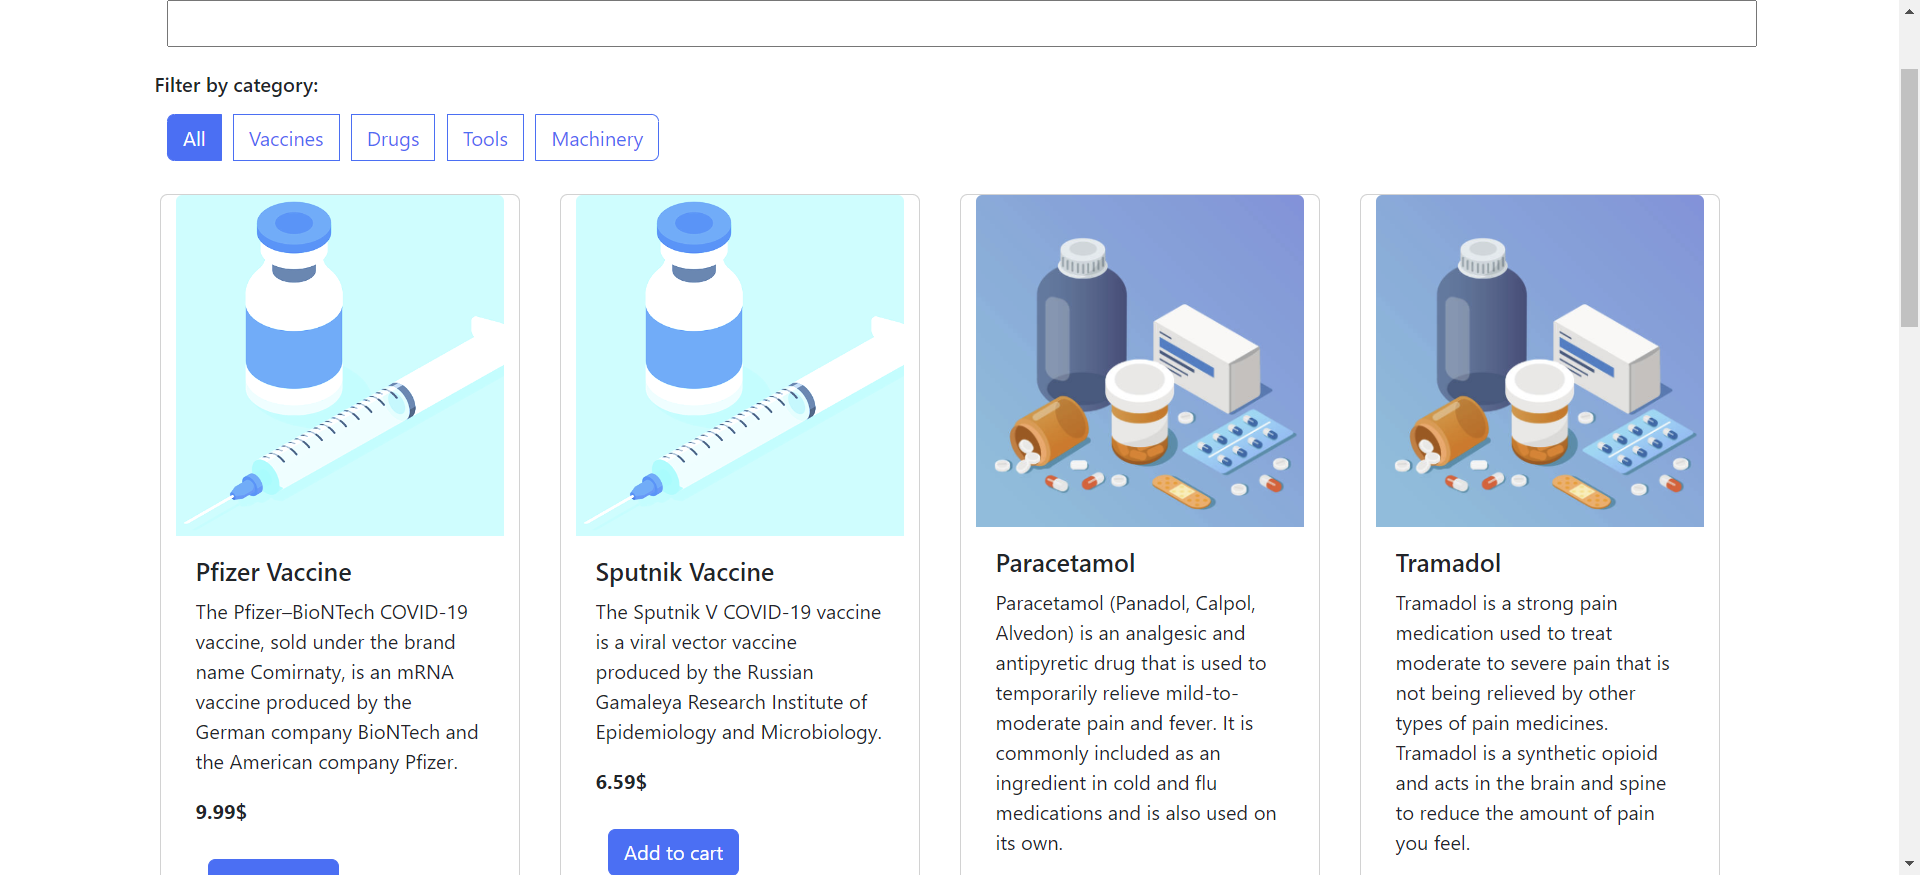 Filter by category:
All
Vaccines
Drugs
Tools
Machinery
Pfizer Vaccine
The Pfizer–BioNTech COVID-19
vaccine, sold under the brand
name Comirnaty, is an mRNA
vaccine produced by the
German company BioNTech and
the American company Pfizer.
9.99$
Sputnik Vaccine
The Sputnik V COVID-19 vaccine
is a viral vector vaccine
produced by the Russian
Gamaleya Research Institute of
Epidemiology and Microbiology.
6.59$
Add to cart
Paracetamol
Paracetamol (Panadol, Calpol,
Alvedon) is an analgesic and
antipyretic drug that is used to
temporarily relieve mild-to-
moderate pain and fever. It is
commonly included as an
ingredient in cold and flu
medications and is also used on
its own.
Tramadol
Tramadol is a strong pain
medication used to treat
moderate to severe pain that is
not being relieved by other
types of pain medicines.
Tramadol is a synthetic opioid
and acts in the brain and spine
to reduce the amount of pain
you feel.